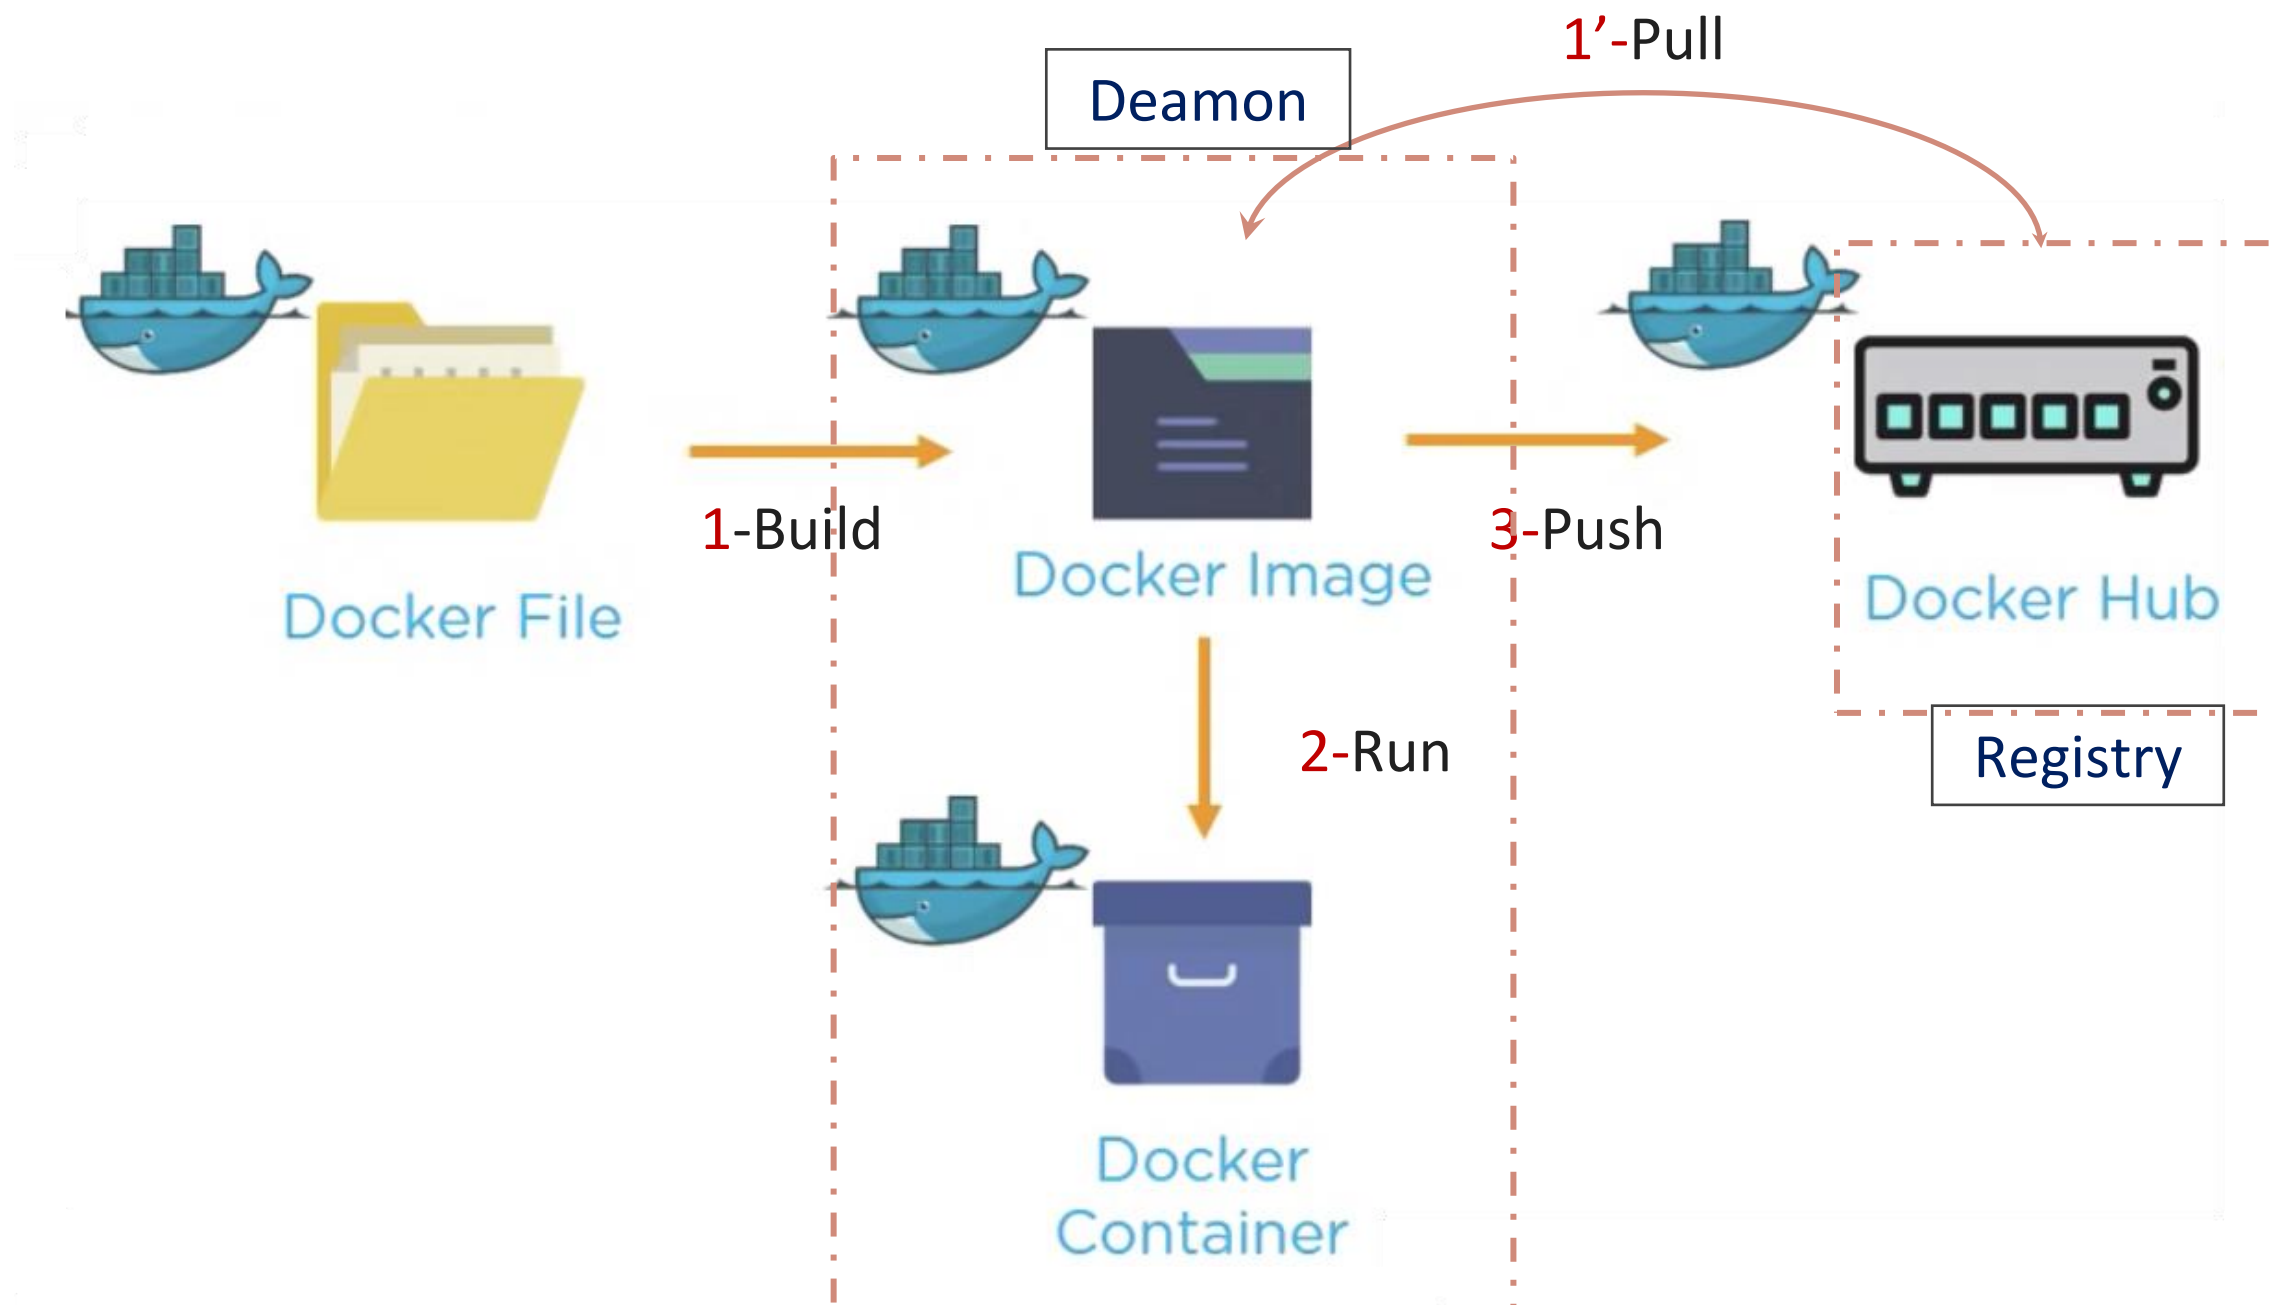 1’-Pull
Deamon
1-Build
3-Push
Docker Image
Docker File
Docker Hub
2-Run
Registry
Docker
Container